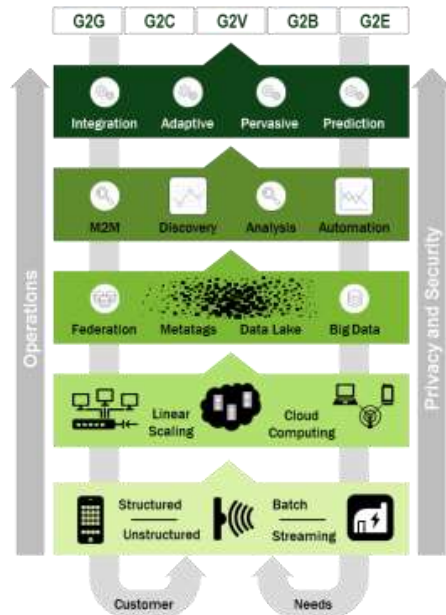 G2G G2C G2V G2B G2E
Integration Adaptive Pervasive Prediction
M2M Discovery Analysis Automation
Federation Metatags Data Lake Big Data
Linear
Scaling
Cloud
Computing
Structured
Unstructured
Batch
Streaming
Customer Needs
Operations
Privacy and Security